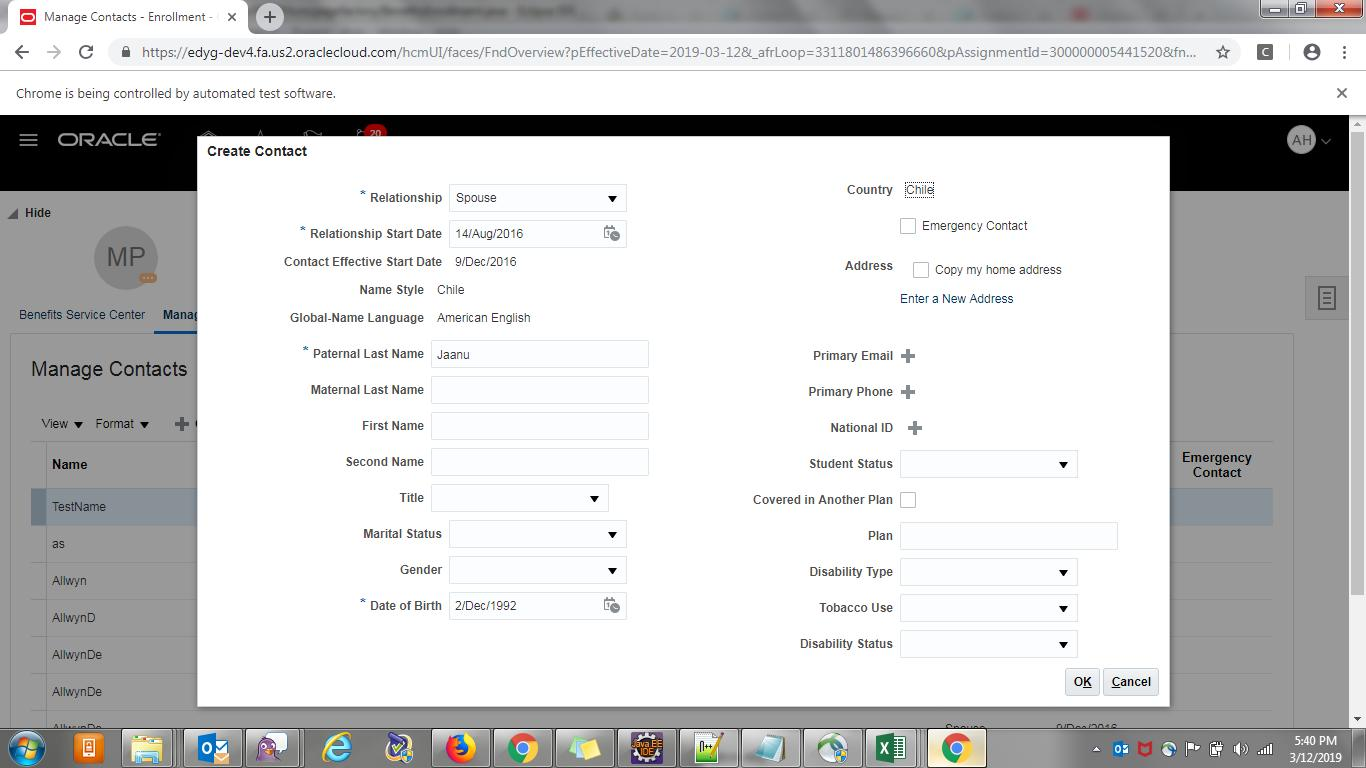 Manage Contacts - Enrollment -
https://edyg-dev4.fa.us2.oraclecloud.com/hcmUI/faces/FndOverview?pEffectiveDate=2019-03-12&_afrLoop=3311801486396660&pAssignmentId=300000005441520&fn...
Chrome is being controlled by automated test software.
ORACLE
20
AH
Hide
MP
Benefits Service Center
Manag
Manage Contacts
View
Format
Name
Emergency
Contact
TestName
as
Allwyn
AllwynD
AllwynDe
AllwynDe
AllwynDe
Spouse
9/Dec/2016
Create Contact
* Relationship
Spouse
* Relationship Start Date
14/Aug/2016
Contact Effective Start Date
9/Dec/2016
Name Style
Chile
Global-Name Language
American English
* Paternal Last Name
Jaanu
Maternal Last Name
First Name
Second Name
Title
Marital Status
Gender
* Date of Birth
2/Dec/1992
Country
Chile
Emergency Contact
Address
Copy my home address
Enter a New Address
Primary Email
Primary Phone
National ID
Student Status
Covered in Another Plan
Plan
Disability Type
Tobacco Use
Disability Status
OK
Cancel
Java EE
IDE
5:40 PM
3/12/2019